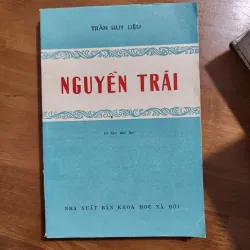 TRẦN HUY LIỆU
NGUYỄN TRÃI
NHÀ XUẤT BẢN KHOA HỌC XÃ HỘI